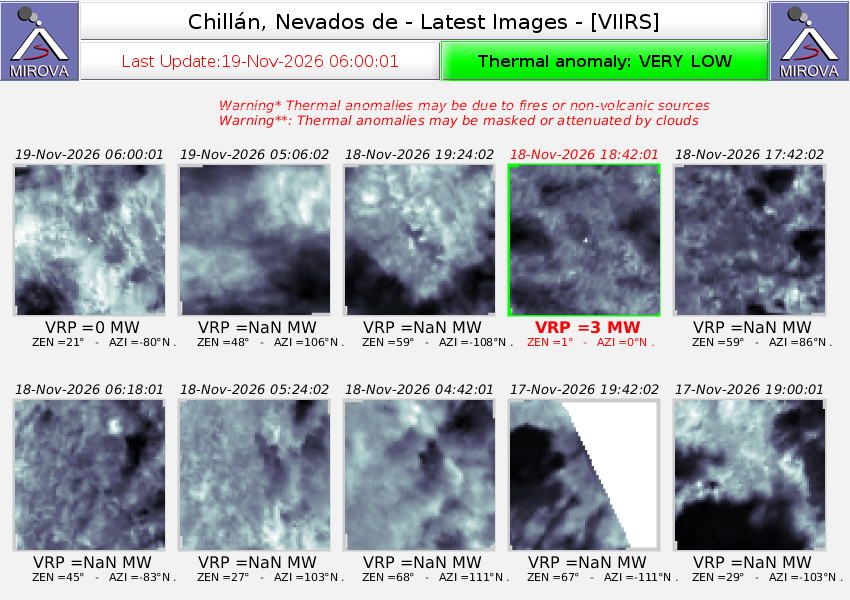 Chillán, Nevados de - Latest Images - [VIIRS]
MIROVA
Last Update:19-Nov-2026 06:00:01
Thermal anomaly: VERY LOW
MIROVA
Warning* Thermal anomalies may be due to fires or non-volcanic sources
Warning**: Thermal anomalies may be masked or attenuated by clouds
19-Nov-2026 06:00:01
19-Nov-2026 05:06:02
18-Nov-2026 19:24:02
18-Nov-2026 18:42:01
18-Nov-2026 17:42:02
VRP =0 MW
VRP =NaN MW
VRP =NaN MW
VRP =3 MW
VRP =NaN MW
ZEN =21° - AZI =-80°N .
ZEN =48° - AZI =106°N .
ZEN =59° - AZI =-108°N .
ZEN =1° - AZI =0°N .
ZEN =59° - AZI =86°N .
18-Nov-2026 06:18:01
18-Nov-2026 05:24:02
18-Nov-2026 04:42:01
17-Nov-2026 19:42:02
17-Nov-2026 19:00:01
VRP =NaN MW
VRP =NaN MW
VRP =NaN MW
VRP =NaN MW
VRP =NaN MW
ZEN =45° - AZI =-83°N .
ZEN =27° - AZI =103°N .
ZEN =68° - AZI =111°N .
ZEN =67° - AZI =-111°N .
ZEN =29° - AZI =-103°N .